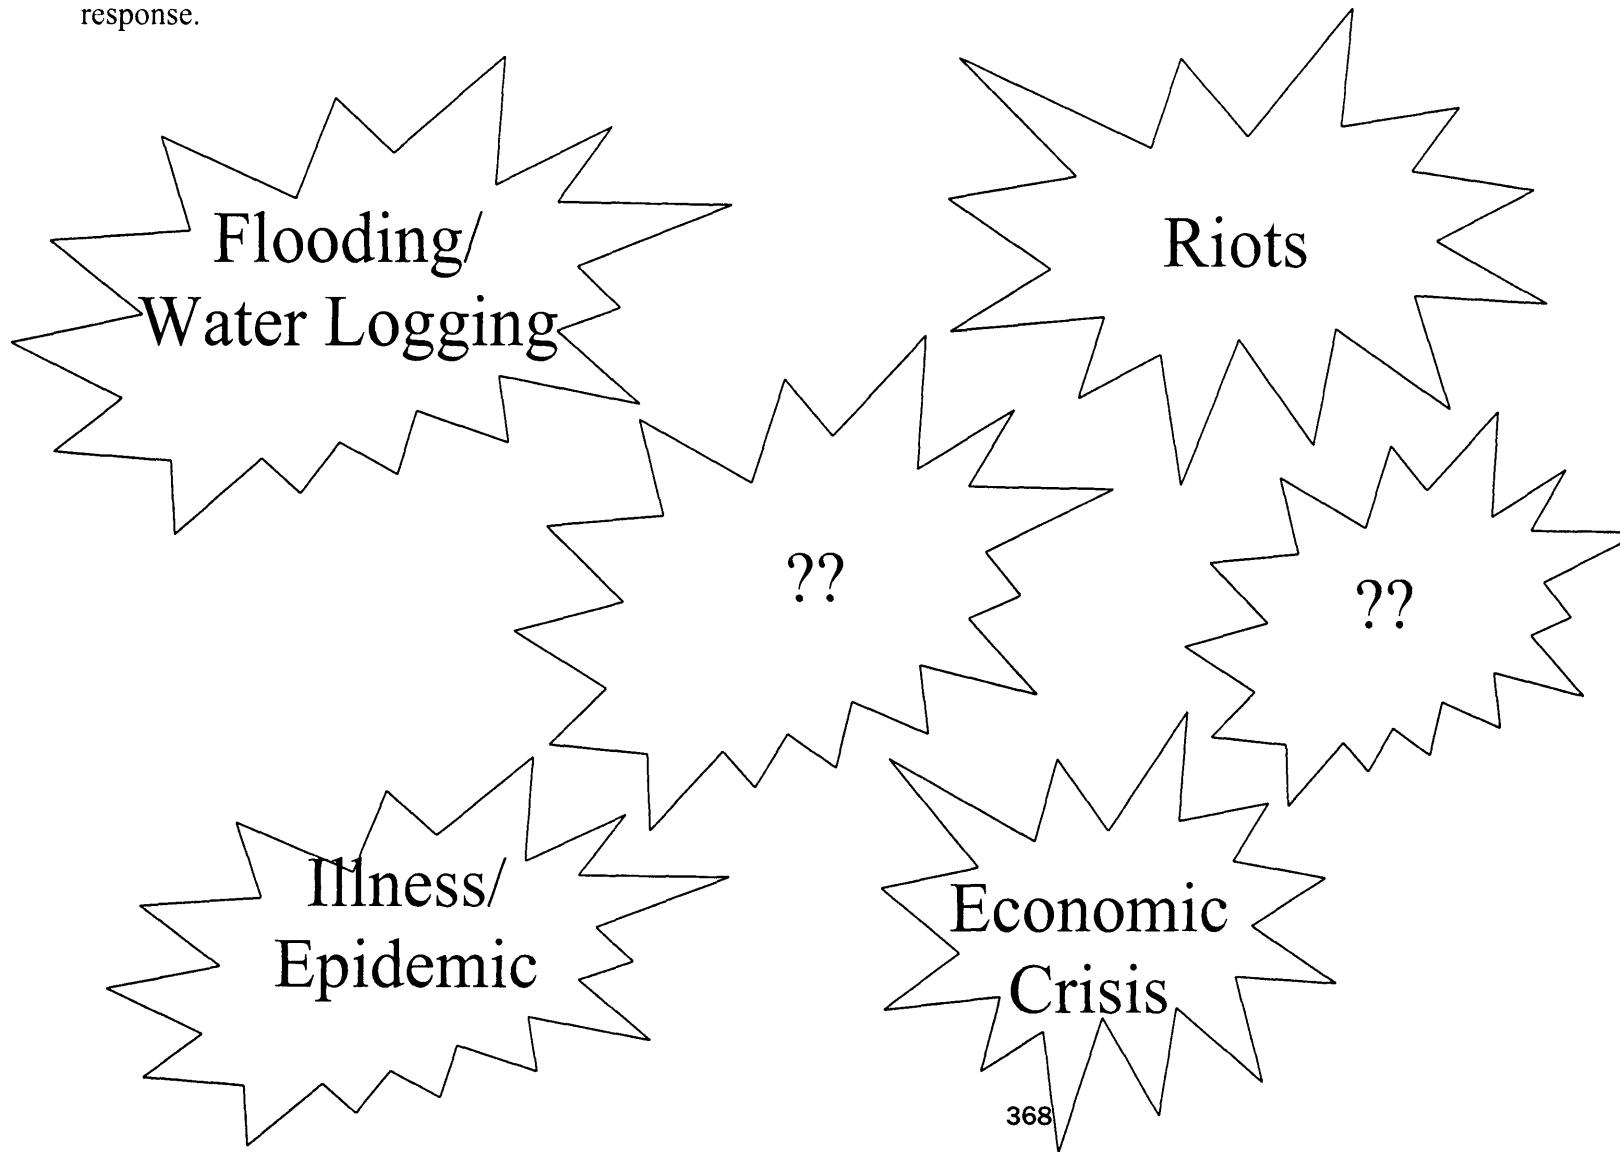 response.
Flooding/
Water Logging
Riots
??
??
Illness/
Epidemic
Economic
Crisis
368